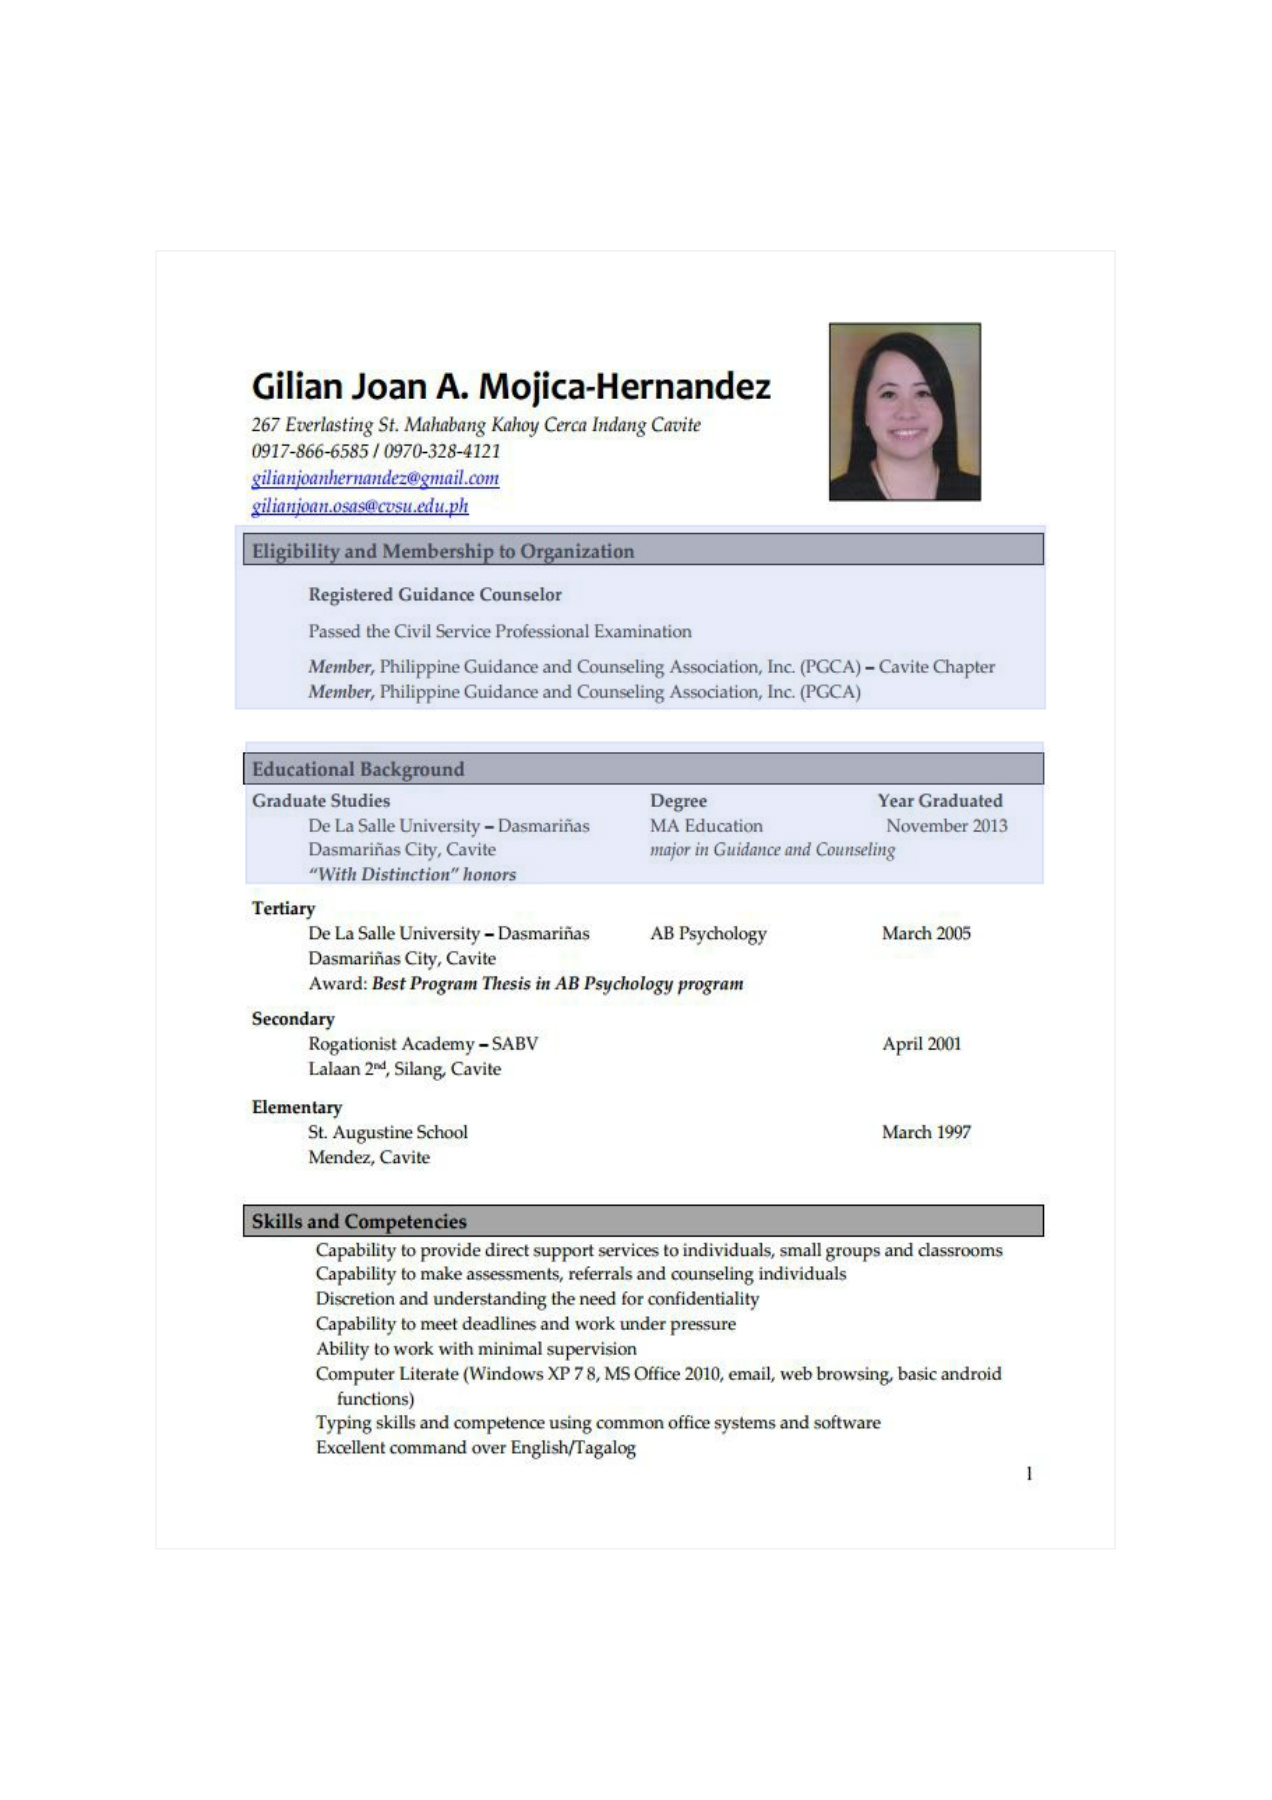 Gilian Joan A. Mojica-Hernandez
267 Everlasting St. Mahabang Kahoy Cerca Indang Cavite
0917-866-6585 / 0970-328-4121
gilianjoanhernandez@gmail.com
gilianjoan.osas@cvsu.edu.ph
Eligibility and Membership to Organization
Registered Guidance Counselor
Passed the Civil Service Professional Examination
Member, Philippine Guidance and Counseling Association, Inc. (PGCA) – Cavite Chapter
Member, Philippine Guidance and Counseling Association, Inc. (PGCA)
Educational Background
Graduate Studies Degree Year Graduated
De La Salle University – Dasmariñas MA Education November 2013
Dasmariñas City, Cavite major in Guidance and Counseling
“With Distinction” honors
Tertiary
De La Salle University – Dasmariñas AB Psychology March 2005
Dasmariñas City, Cavite
Award: Best Program Thesis in AB Psychology program
Secondary
Rogationist Academy – SABV April 2001
Lalaan 2nd, Silang, Cavite
Elementary
St. Augustine School March 1997
Mendez, Cavite
Skills and Competencies
Capability to provide direct support services to individuals, small groups and classrooms
Capability to make assessments, referrals and counseling individuals
Discretion and understanding the need for confidentiality
Capability to meet deadlines and work under pressure
Ability to work with minimal supervision
Computer Literate (Windows XP 7 8, MS Office 2010, email, web browsing, basic android
functions)
Typing skills and competence using common office systems and software
Excellent command over English/Tagalog
1